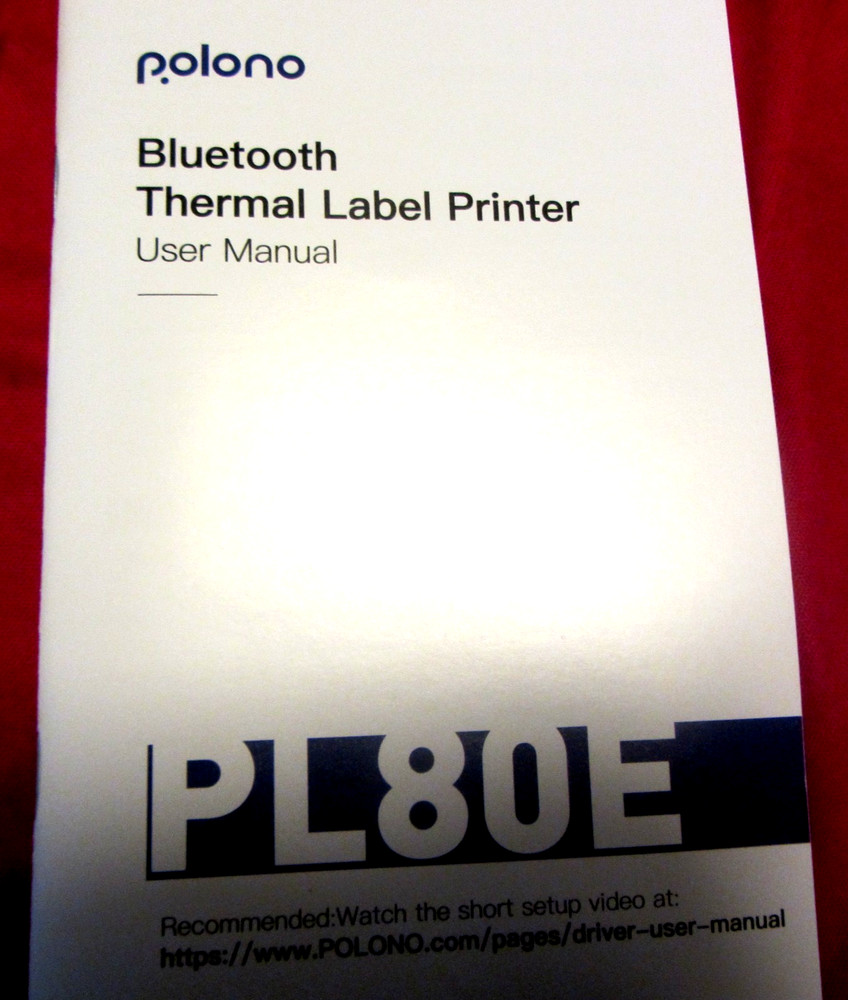 polono
Bluetooth
Thermal Label Printer
User Manual
PL80E
Recommended:Watch the short setup video at:
https://www.POLONO.com/pages/driver-user-manual